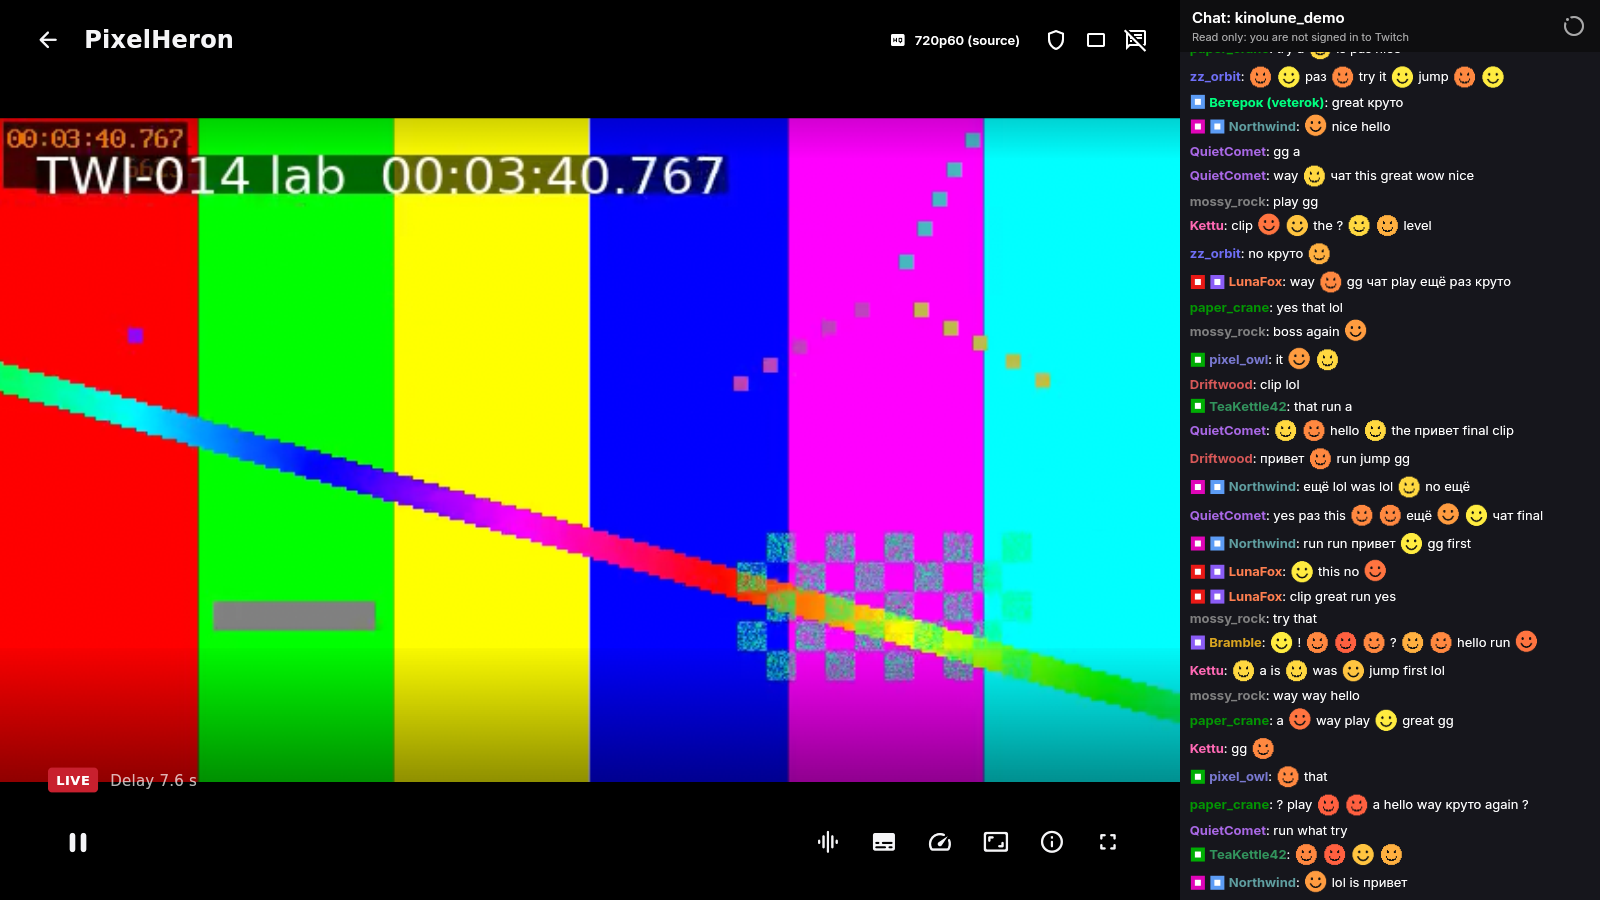 PixelHeron
720p60 (source)
00:03:40.767
TWI-014 lab 00:03:40.767
LIVE
Delay 7.6 s
Chat: kinolune_demo
Read only: you are not signed in to Twitch
zz_orbit: раз try it jump
Ветерок (veterok): great круто
Northwind: nice hello
QuietComet: gg a
QuietComet: way чат this great wow nice
mossy_rock: play gg
Kettu: clip the ? level
zz_orbit: no круто
LunaFox: way gg чат play ещё раз круто
paper_crane: yes that lol
mossy_rock: boss again
pixel_owl: it
Driftwood: clip lol
TeaKettle42: that run a
QuietComet: hello the привет final clip
Driftwood: привет run jump gg
Northwind: ещё lol was lol no ещё
QuietComet: yes раз this ещё чат final
Northwind: run run привет gg first
LunaFox: this no
LunaFox: clip great run yes
mossy_rock: try that
Bramble: ! ? hello run
Kettu: a is was jump first lol
mossy_rock: way way hello
paper_crane: a way play great gg
Kettu: gg
pixel_owl: that
paper_crane: ? play a hello way круто again ?
QuietComet: run what try
TeaKettle42:
Northwind: lol is привет